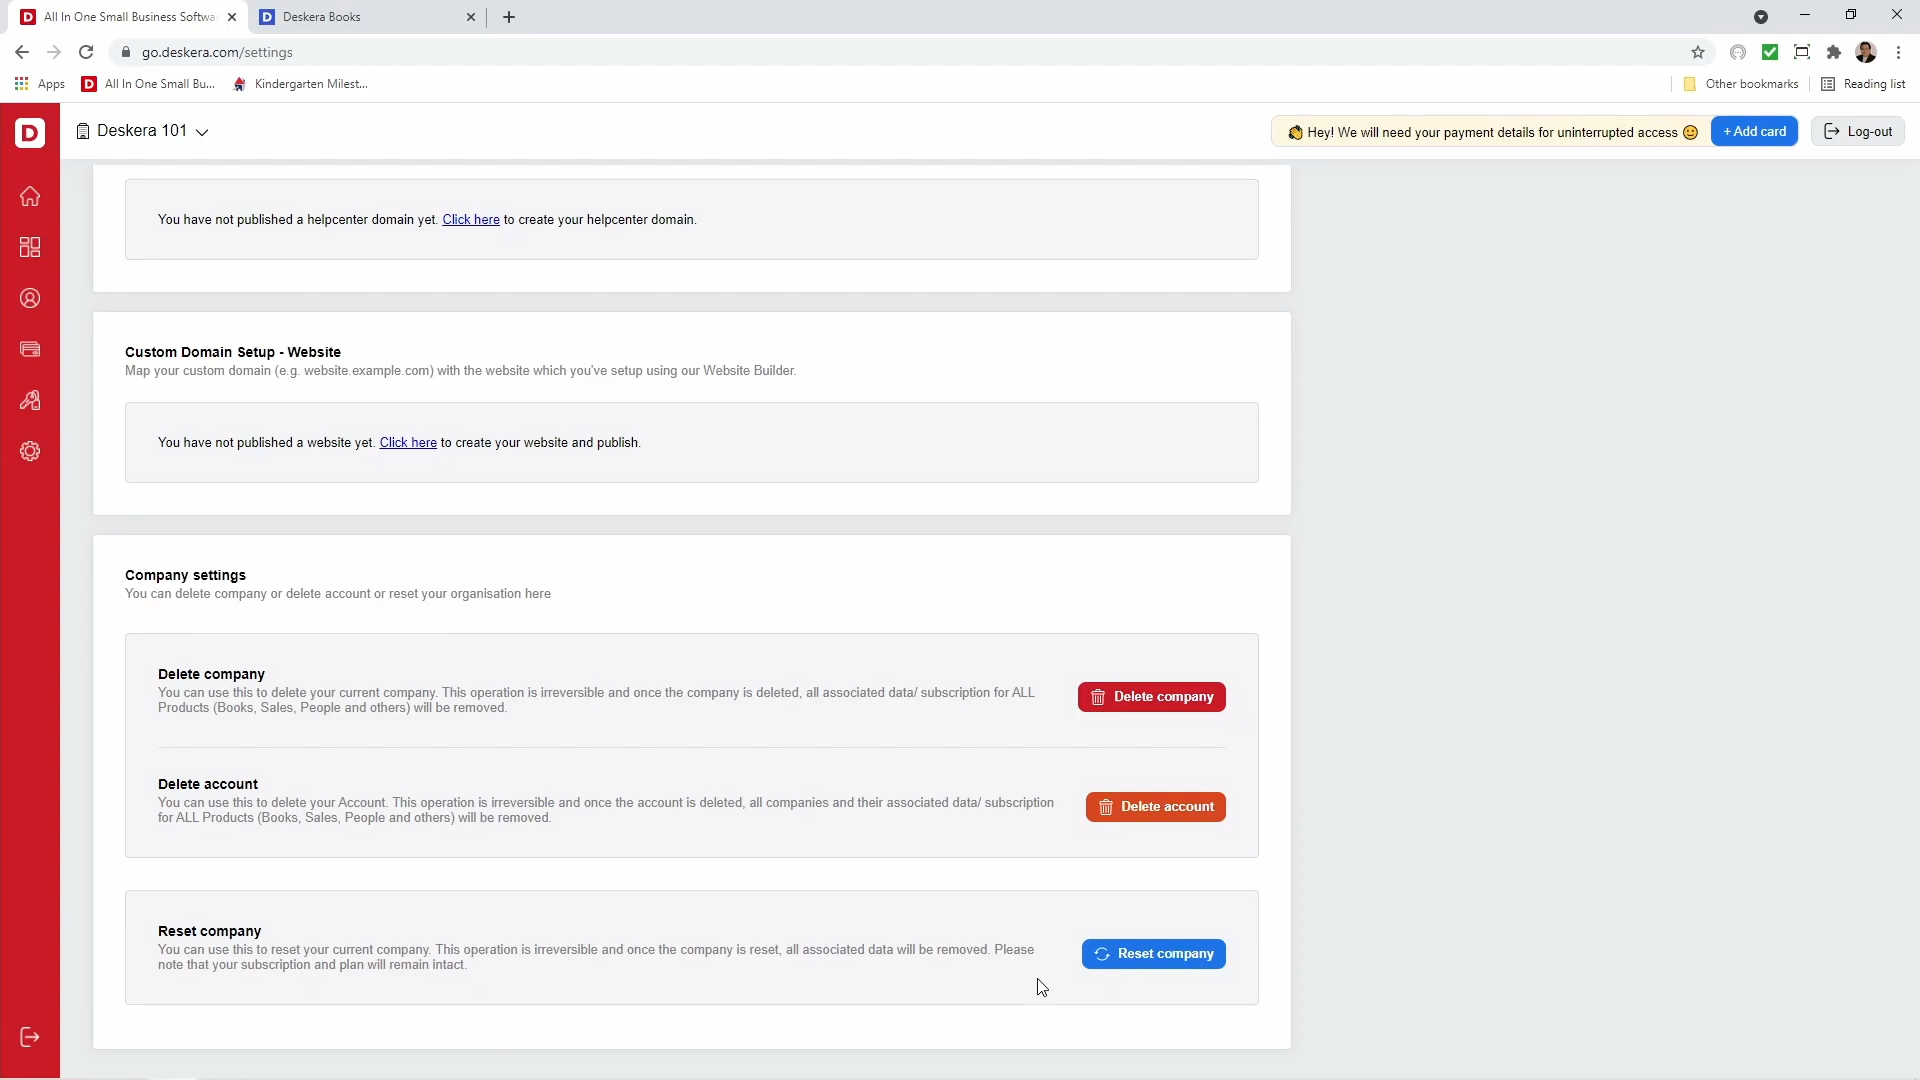 All In One Small Business Softwa
Deskera Books
go.deskera.com/settings
Apps
All In One Small Bu...
Kindergarten Milest...
Other bookmarks
Reading list
D
Deskera 101
Hey! We will need your payment details for uninterrupted access
+ Add card
Log-out
You have not published a helpcenter domain yet. Click here to create your helpcenter domain.
Custom Domain Setup - Website
Map your custom domain (e.g. website.example.com) with the website which you've setup using our Website Builder.
You have not published a website yet. Click here to create your website and publish.
Company settings
You can delete company or delete account or reset your organisation here
Delete company
You can use this to delete your current company. This operation is irreversible and once the company is deleted, all associated data/ subscription for ALL
Products (Books, Sales, People and others) will be removed.
Delete company
Delete account
You can use this to delete your Account. This operation is irreversible and once the account is deleted, all companies and their associated data/ subscription
for ALL Products (Books, Sales, People and others) will be removed.
Delete account
Reset company
You can use this to reset your current company. This operation is irreversible and once the company is reset, all associated data will be removed. Please
note that your subscription and plan will remain intact.
Reset company